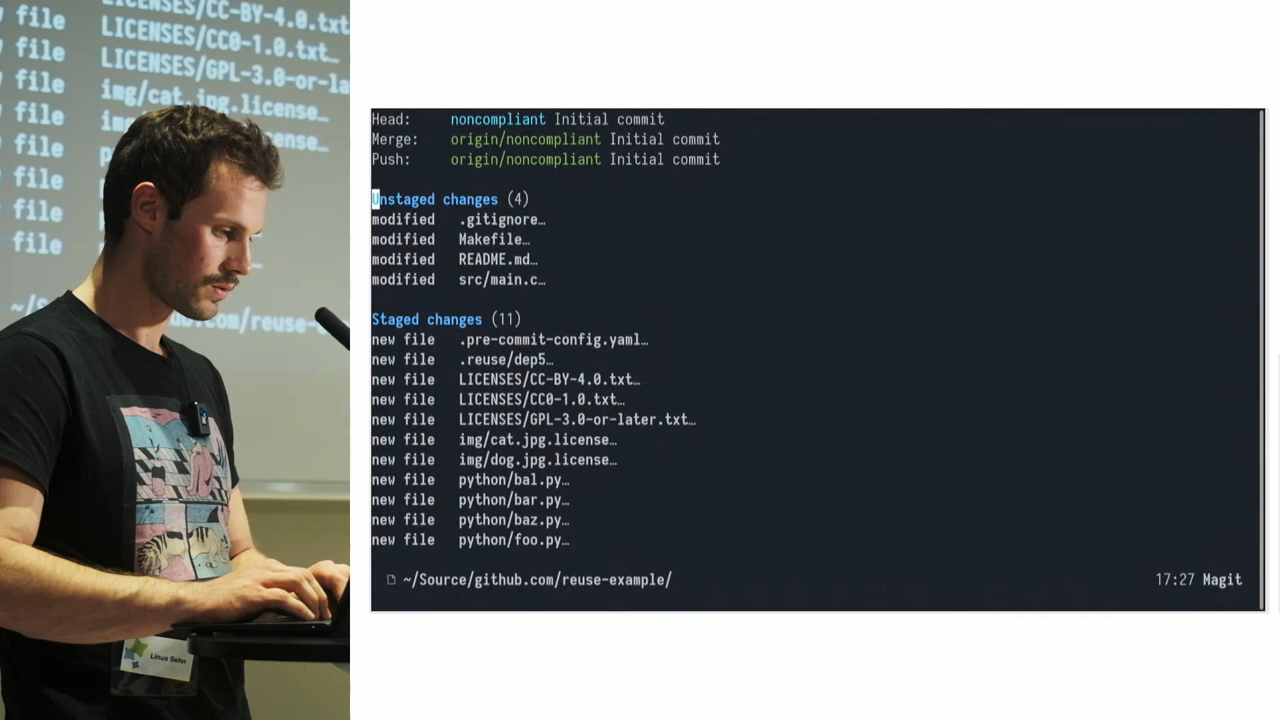 file LICENSES/CC-BY-4.0.txt
file LICENSES/CC0-1.0.txt…
file LICENSES/GPL-3.0-or-la
file img/cat.jpg.license…
file
file
file
file
Linus Sehn
Head: noncompliant Initial commit
Merge: origin/noncompliant Initial commit
Push: origin/noncompliant Initial commit
Unstaged changes (4)
modified .gitignore…
modified Makefile…
modified README.md…
modified src/main.c…
Staged changes (11)
new file .pre-commit-config.yaml…
new file .reuse/dep5…
new file LICENSES/CC-BY-4.0.txt…
new file LICENSES/CC0-1.0.txt…
new file LICENSES/GPL-3.0-or-later.txt…
new file img/cat.jpg.license…
new file img/dog.jpg.license…
new file python/bal.py…
new file python/bar.py…
new file python/baz.py…
new file python/foo.py…
~/Source/github.com/reuse-example/ 17:27 Magit